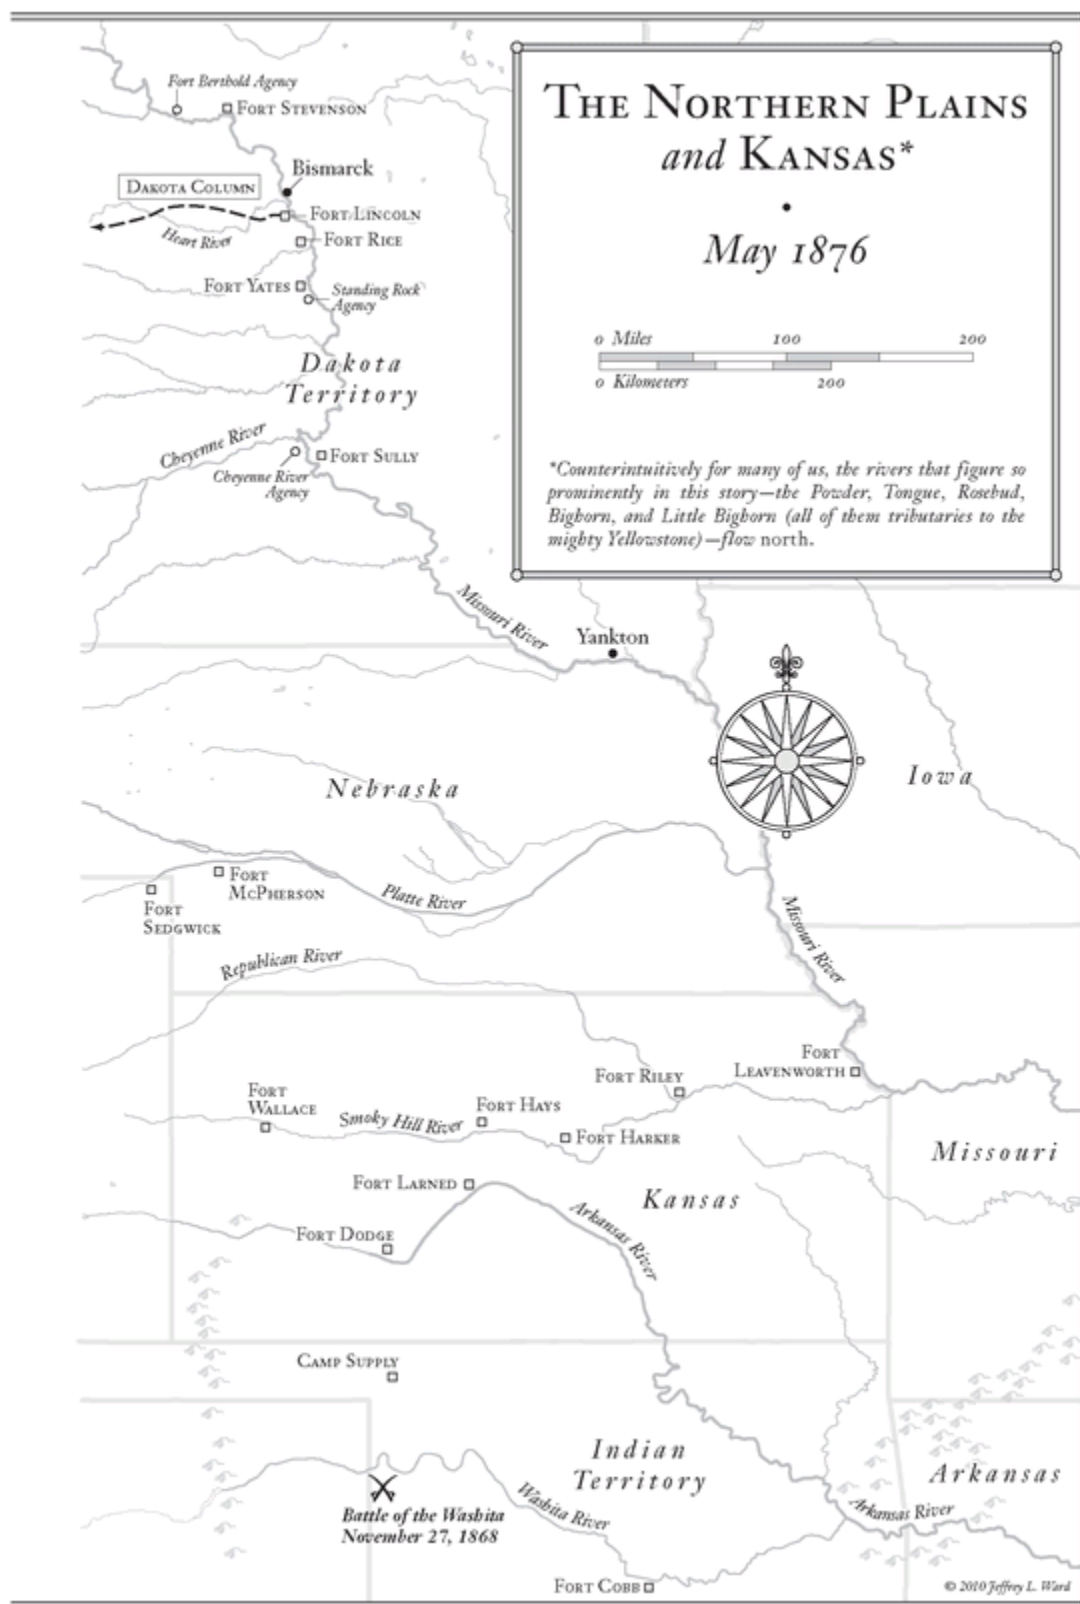 THE NORTHERN PLAINS
and KANSAS*
•
May 1876
0 Miles 100 200
0 Kilometers 200
*Counterintuitively for many of us, the rivers that figure so
prominently in this story—the Powder, Tongue, Rosebud,
Bighorn, and Little Bighorn (all of them tributaries to the
mighty Yellowstone)—flow north.
Fort Berthold Agency
FORT STEVENSON
Bismarck
DAKOTA COLUMN
FORT LINCOLN
Heart River
FORT RICE
FORT YATES
Standing Rock
Agency
Dakota
Territory
Cheyenne River
FORT SULLY
Cheyenne River
Agency
Missouri River
Yankton
Iowa
Nebraska
FORT
MCPHERSON
FORT
SEDGWICK
Platte River
Missouri River
Republican River
FORT
LEAVENWORTH
FORT RILEY
FORT
WALLACE
Smoky Hill River
FORT HAYS
FORT HARKER
Missouri
FORT LARNED
Kansas
Arkansas River
FORT DODGE
CAMP SUPPLY
Indian
Territory
Arkansas
Washita River
Arkansas River
Battle of the Washita
November 27, 1868
FORT COBB
© 2010 Jeffrey L. Ward